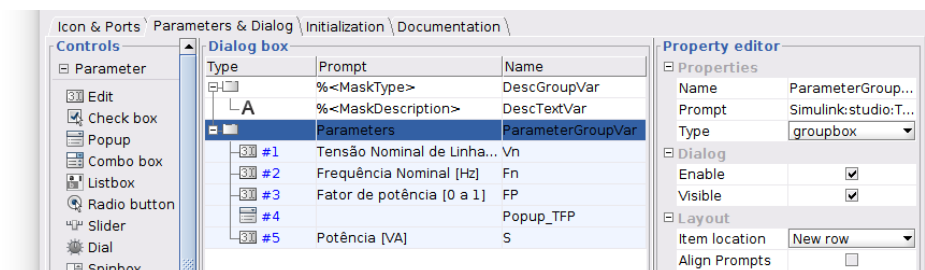 Icon & Ports Parameters & Dialog Initialization Documentation
Controls
Parameter
Edit
Check box
Popup
Combo box
Listbox
Radio button
Slider
Dial
Spinbox
Dialog box
Type Prompt Name
%<MaskType> DescGroupVar
A %<MaskDescription> DescTextVar
Parameters ParameterGroupVar
#1 Tensão Nominal de Linha... Vn
#2 Frequência Nominal [Hz] Fn
#3 Fator de potência [0 a 1] FP
#4 Popup_TFP
#5 Potência [VA] S
Property editor
Properties
Name ParameterGroup...
Prompt Simulink:studio:T...
Type groupbox
Dialog
Enable
Visible
Layout
Item location New row
Align Prompts